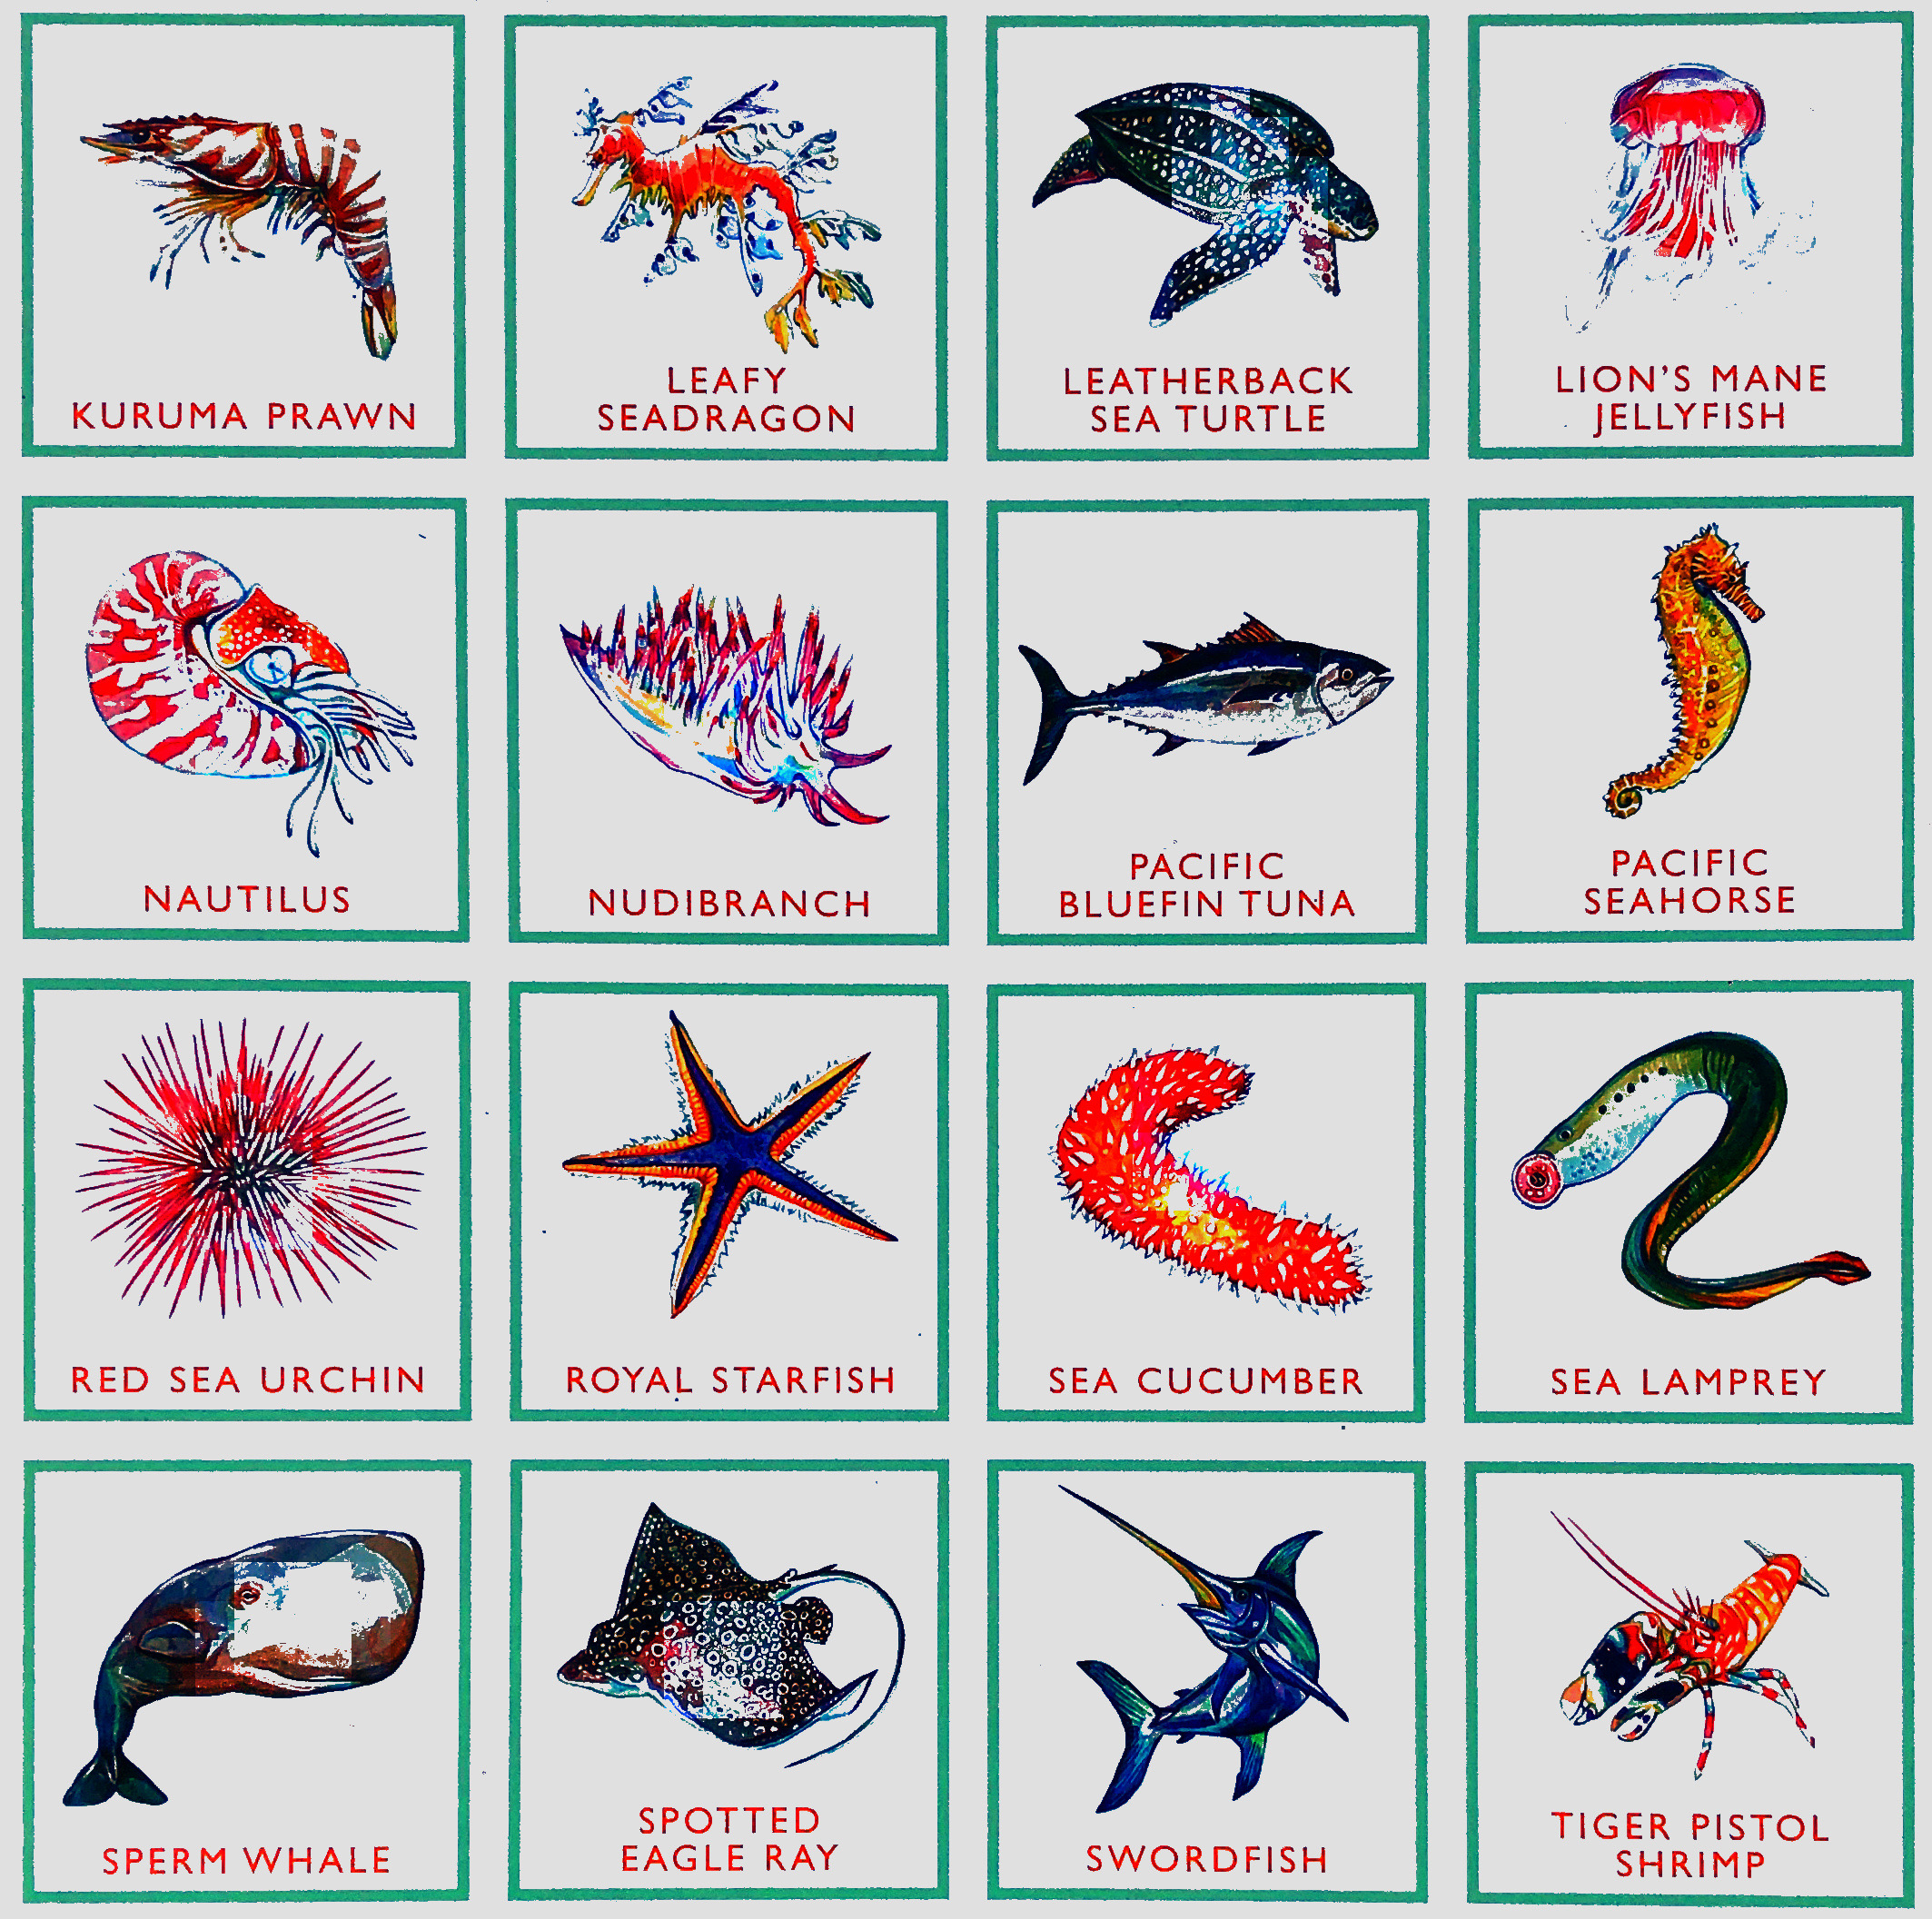 KURUMA PRAWN
LEAFY
SEADRAGON
LEATHERBACK
SEA TURTLE
LION'S MANE
JELLYFISH
NAUTILUS
NUDIBRANCH
PACIFIC
BLUEFIN TUNA
PACIFIC
SEAHORSE
RED SEA URCHIN
ROYAL STARFISH
SEA CUCUMBER
SEA LAMPREY
SPERM WHALE
SPOTTED
EAGLE RAY
SWORDFISH
TIGER PISTOL
SHRIMP